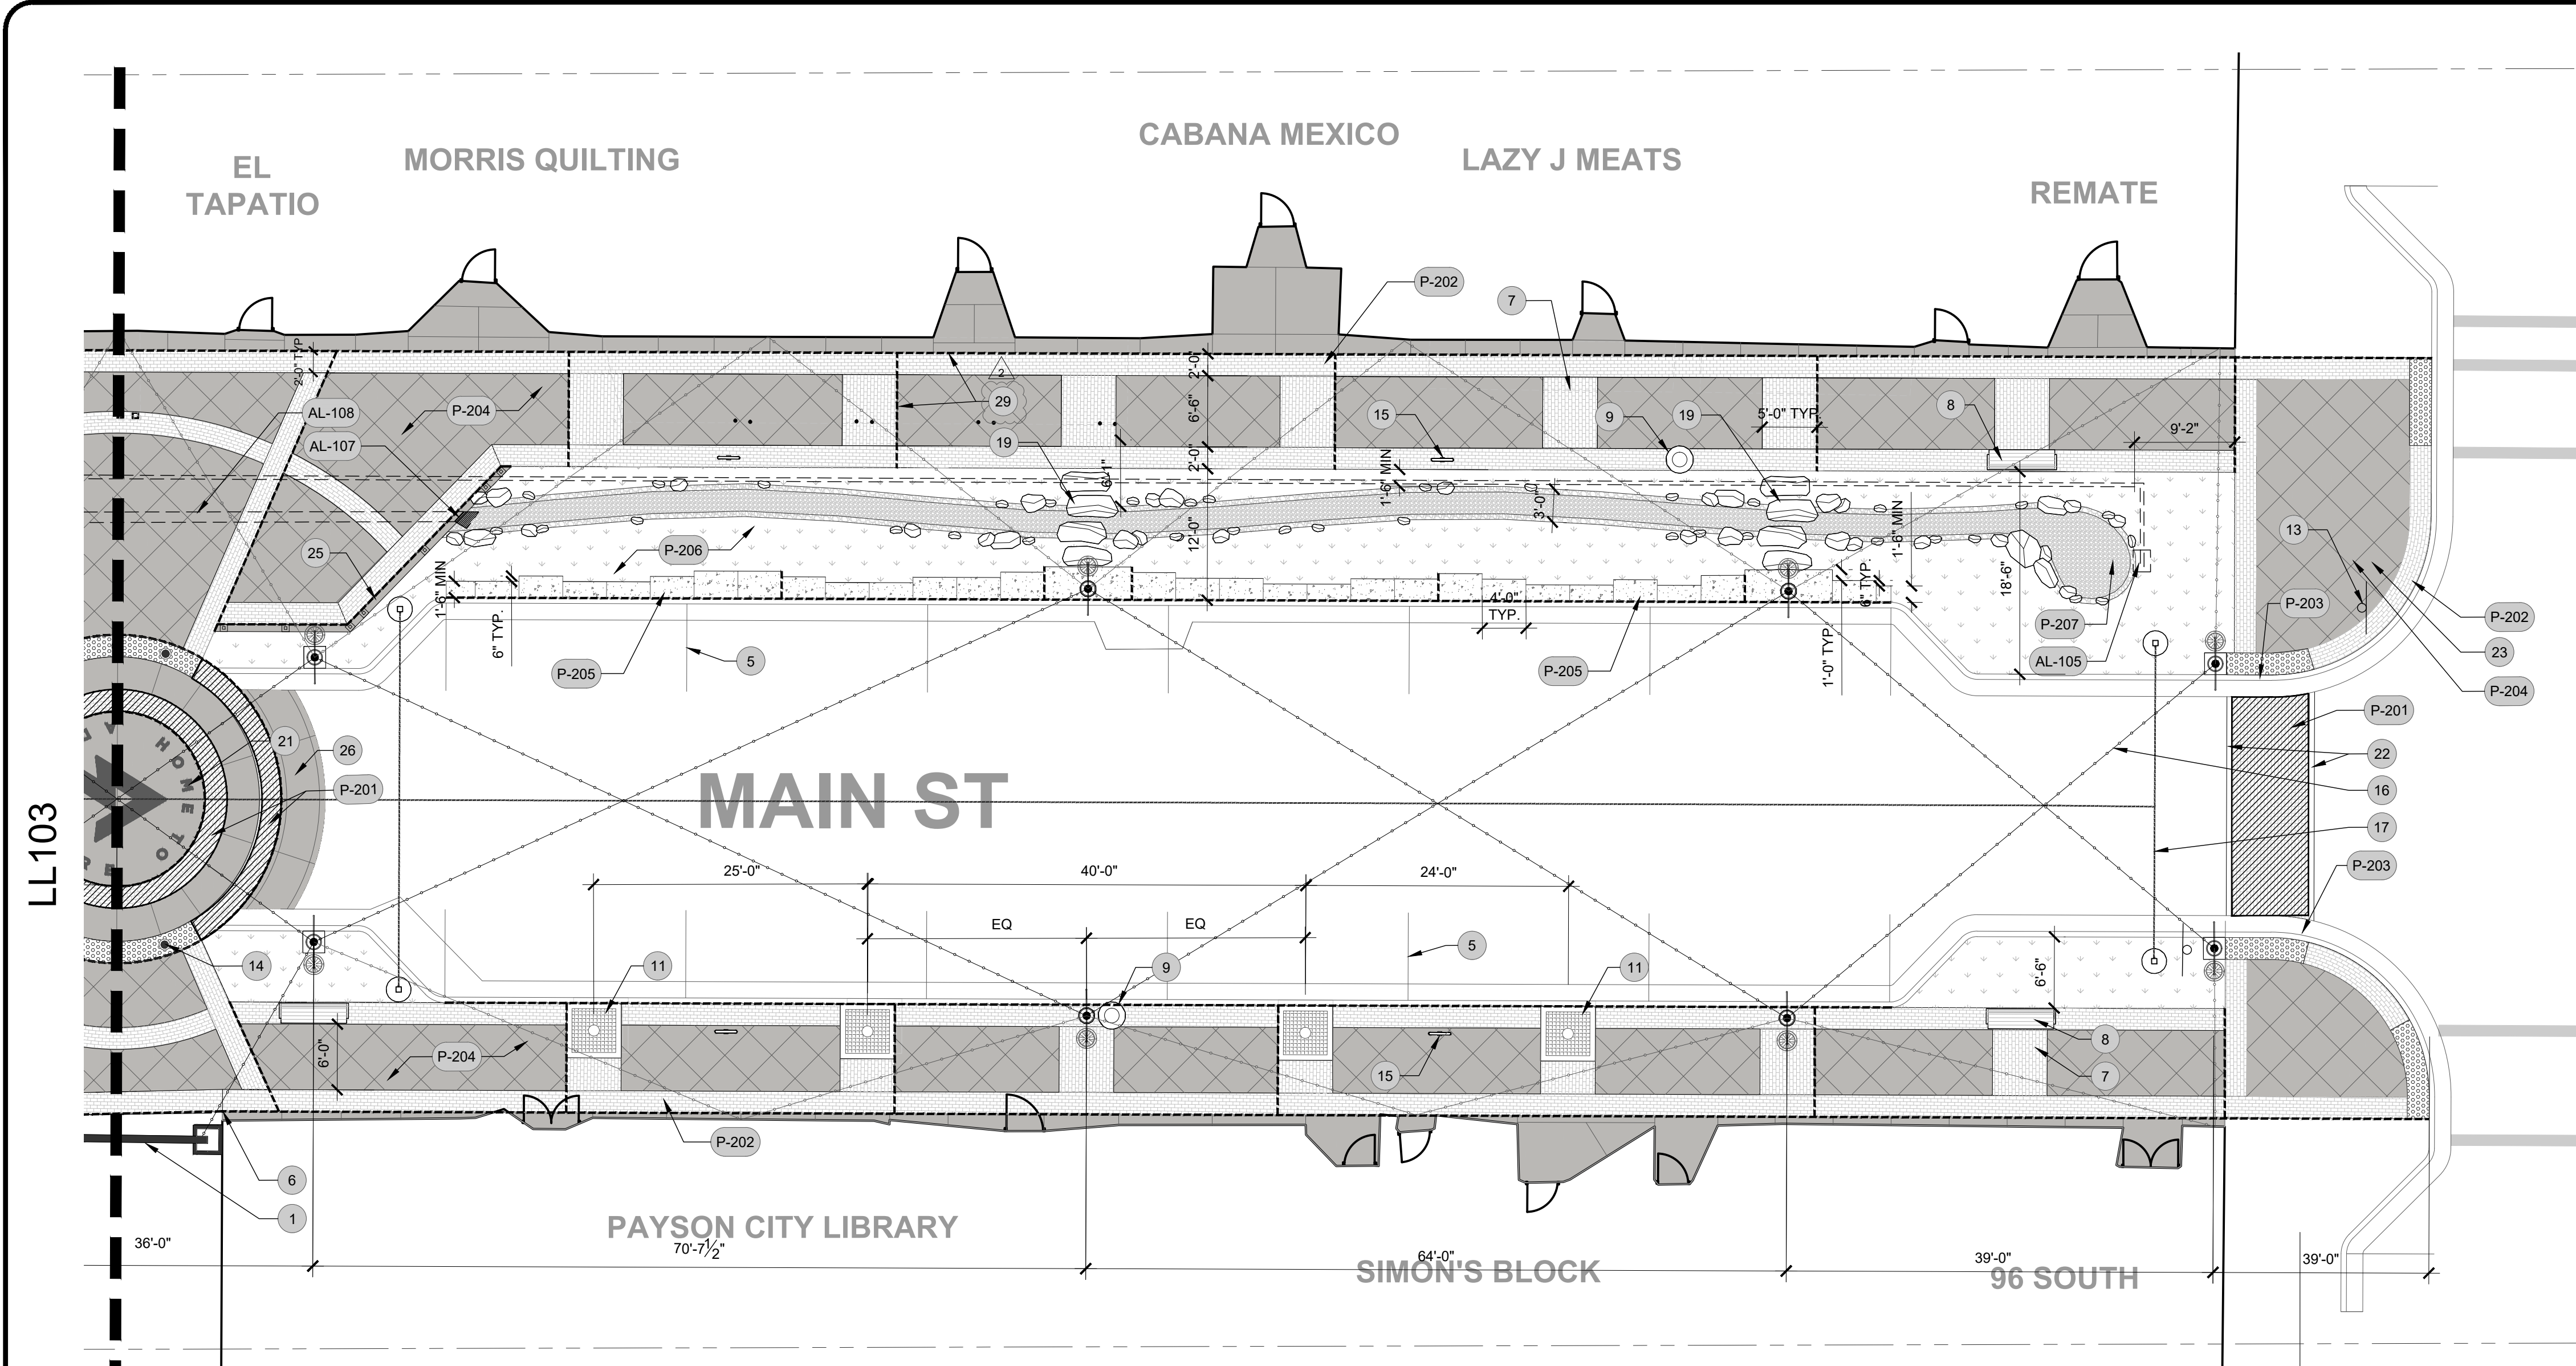 CABANA MEXICO
EL
TAPATIO
MORRIS QUILTING
LAZY J MEATS
REMATE
P-202
7
2'-0" TYP
2
2'-0"
AL-108
P-204
29
6'-6"
15
9
19
5'-0" TYP.
8
9'-2"
AL-107
19
2'-0"
6'-1"
1'-6" MIN
3'-0"
1'-6" MIN
13
25
P-206
12'-0"
1'-6" MIN
18'-6"
6" TYP.
P-203
P-202
4'-0"
TYP.
P-207
6" TYP.
23
5
AL-105
P-205
P-205
1'-0" TYP.
P-204
P-201
21
26
22
HOMETO
P-201
MAIN ST
16
LL103
17
25'-0"
40'-0"
24'-0"
P-203
EQ
EQ
5
14
11
9
11
6'-6"
6'-0"
P-204
8
15
7
P-202
6
1
PAYSON CITY LIBRARY
36'-0"
70'-7½"
64'-0"
39'-0"
39'-0"
SIMON'S BLOCK
96 SOUTH